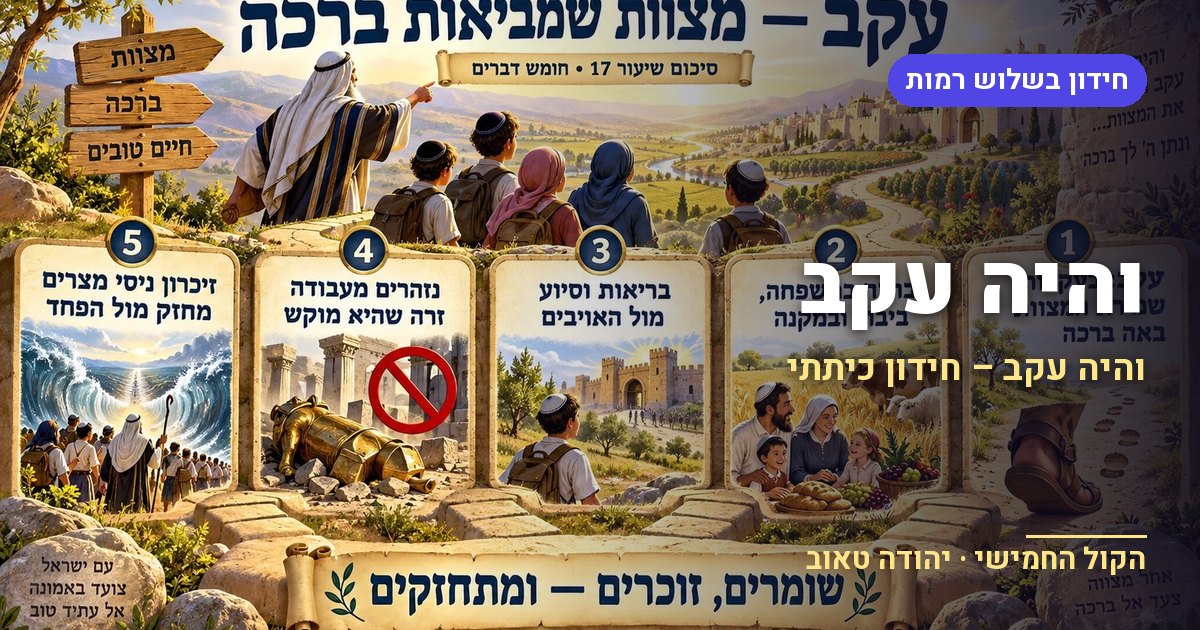 עקב – מצוות שמביאות ברכה
סיכום שיעור 17 • חומש דברים
חידון בשלוש רמות
מצוות
ברכה
חיים טובים
עקב
את המצוות...
ונתן ה' לך ברכה
והיה עקב
והיה עקב – חידון כיתתי
הקול החמישי · יהודה טאוב
1
באה ברכה
2
3
בריאות וסיוע
מול האויבים
4
נזהרים מעבודה
זרה שהיא מוקש
5
זיכרון ניסי מצרים
מחזק מול הפחד
שומרים, זוכרים – ומתחזקים
עם ישראל
צועד באמונה
אל עתיד טוב
אחר מצווה
צעד אל ברכה